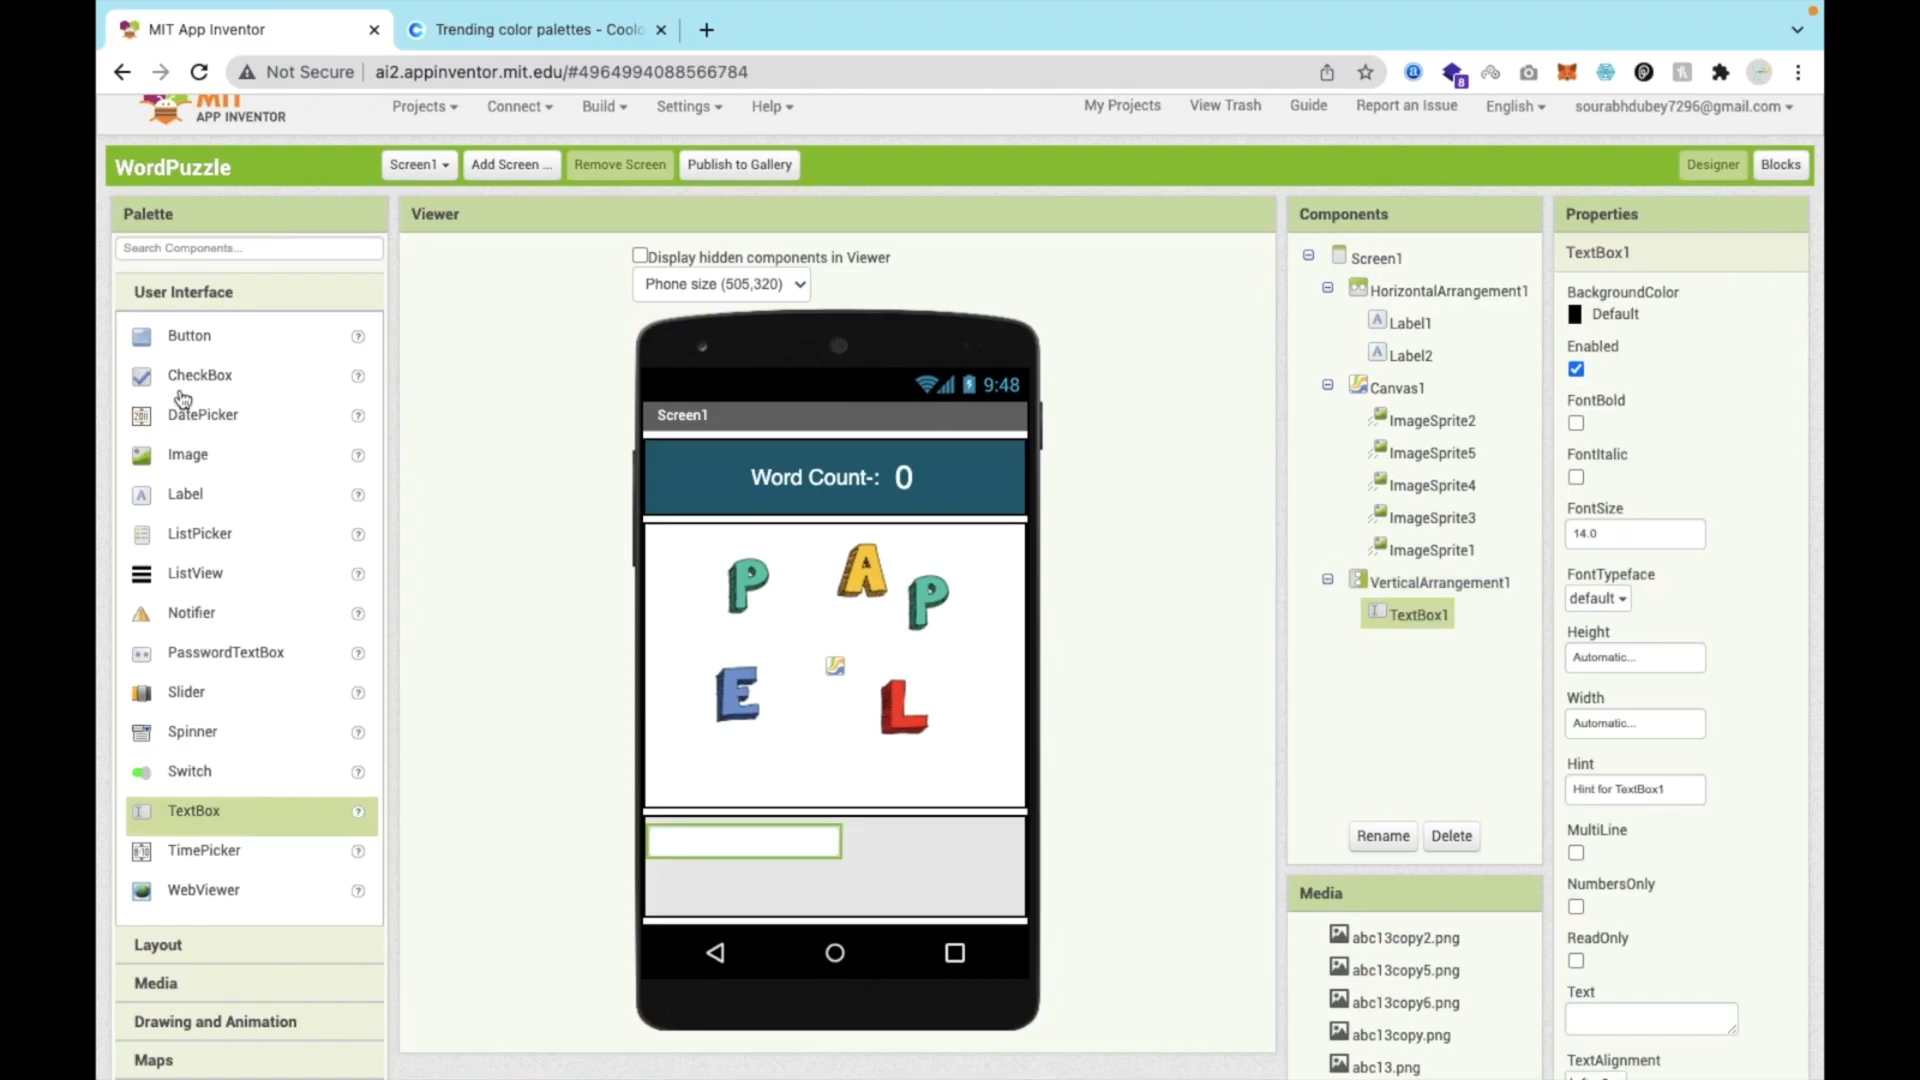 MIT App Inventor
Trending color palettes - Coolo
Not Secure
ai2.appinventor.mit.edu/#4964994088566784
8
MIT
APP INVENTOR
Projects
Connect
Build
Settings
Help
My Projects
View Trash
Guide
Report an Issue
English
sourabhdubey7296@gmail.com
WordPuzzle
Screen1
Add Screen ...
Remove Screen
Publish to Gallery
Designer
Blocks
Palette
Search Components...
User Interface
Button
CheckBox
DatePicker
Image
Label
ListPicker
ListView
Notifier
PasswordTextBox
Slider
Spinner
Switch
TextBox
TimePicker
WebViewer
Layout
Media
Drawing and Animation
Maps
Viewer
Display hidden components in Viewer
Phone size (505,320)
9:48
Screen1
Word Count-: 0
P A P
E L
Components
Screen1
HorizontalArrangement1
Label1
Label2
Canvas1
ImageSprite2
ImageSprite5
ImageSprite4
ImageSprite3
ImageSprite1
VerticalArrangement1
TextBox1
Rename
Delete
Media
abc13copy2.png
abc13copy5.png
abc13copy6.png
abc13copy.png
abc13.png
Properties
TextBox1
BackgroundColor
Default
Enabled
FontBold
FontItalic
FontSize
14.0
FontTypeface
default
Height
Automatic...
Width
Automatic...
Hint
Hint for TextBox1
MultiLine
NumbersOnly
ReadOnly
Text
TextAlignment